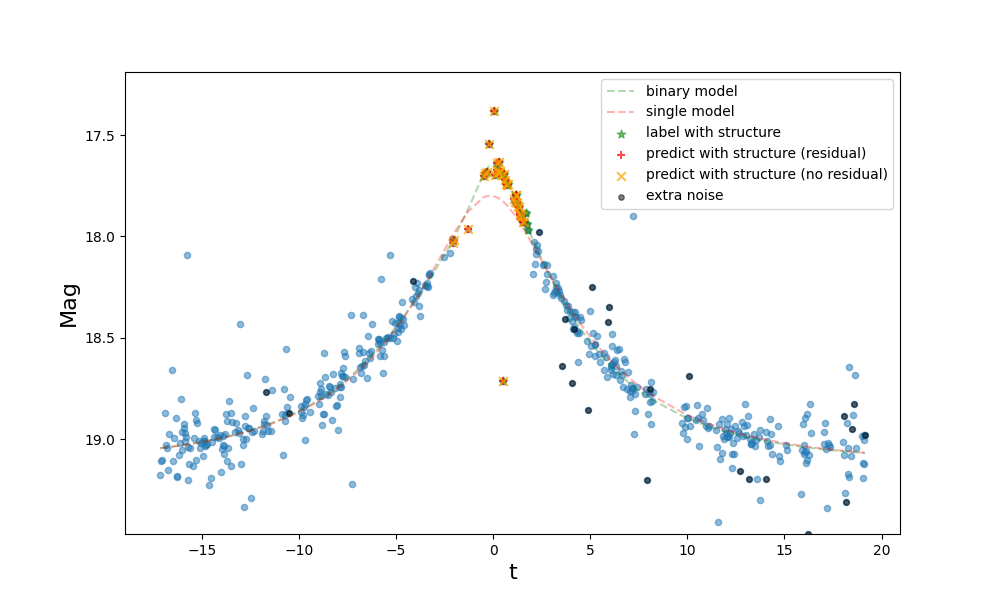 binary model
single model
label with structure
predict with structure (residual)
predict with structure (no residual)
extra noise
17.5
18.0
18.5
19.0
Mag
−15
−10
−5
0
5
10
15
20
t